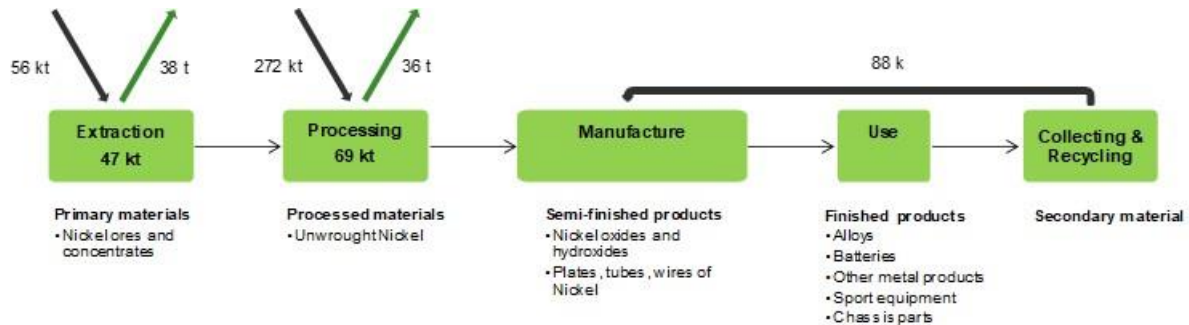 56 kt
38 t
272 kt
36 t
88 k
Extraction
47 kt
Processing
69 kt
Manufacture
Use
Collecting &
Recycling
Primary materials
• Nickel ores and
concentrates
Processed materials
• Unwrought Nickel
Semi-finished products
• Nickel oxides and
hydroxides
• Plates, tubes, wires of
Nickel
Finished products
• Alloys
• Batteries
• Other metal products
• Sport equipment
• Chassis parts
Secondary material